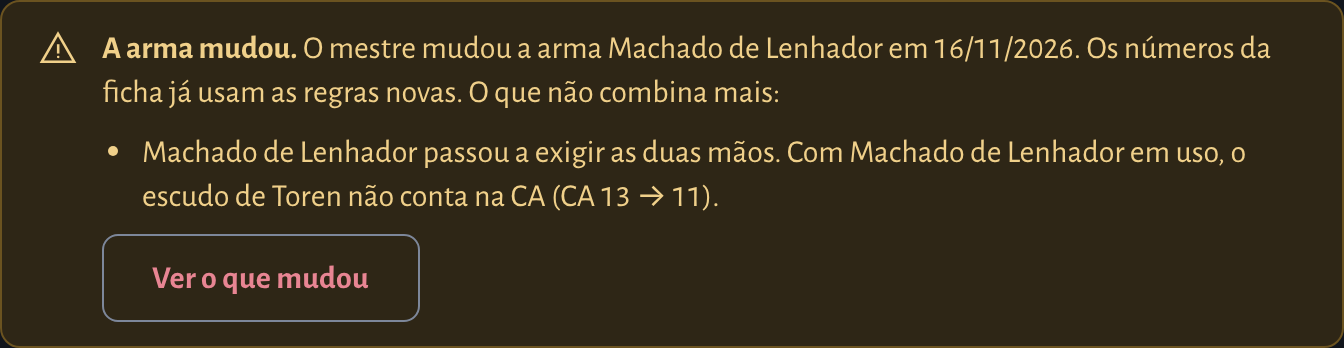 A arma mudou. O mestre mudou a arma Machado de Lenhador em 16/11/2026. Os números da
ficha já usam as regras novas. O que não combina mais:
• Machado de Lenhador passou a exigir as duas mãos. Com Machado de Lenhador em uso, o
escudo de Toren não conta na CA (CA 13 → 11).
Ver o que mudou